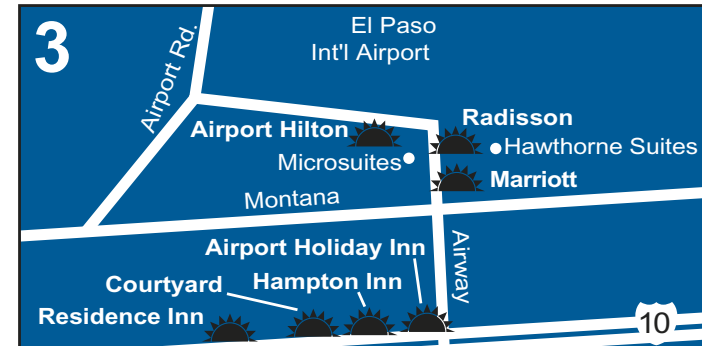 3
El Paso
Int'l Airport
Airport Rd.
Radisson
Airport Hilton
Hawthorne Suites
Microsuites
Marriott
Montana
Airway
Airport Holiday Inn
Hampton Inn
Courtyard
Residence Inn
10